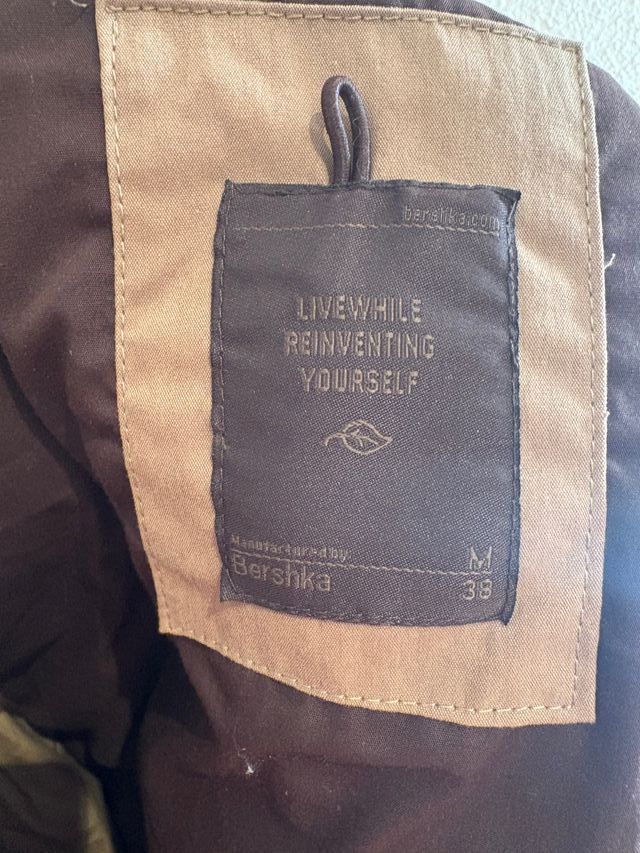 bershka.com
LIVEWHILE
REINVENTING
YOURSELF
Manufactured by
Bershka
M
38